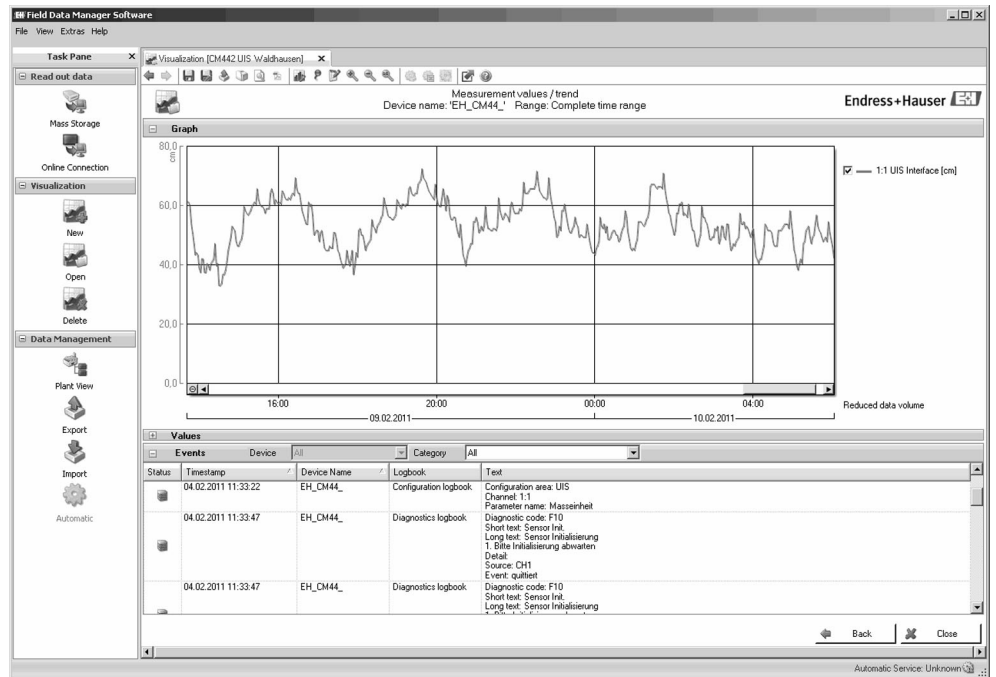 Field Data Manager Software
File View Extras Help
Task Pane
Read out data
Mass Storage
Online Connection
Visualization
New
Open
Delete
Data Management
Plant View
Export
Import
Automatic
Visualization [CM442 UIS Waldhausen]
Measurement values / trend
Device name: 'EH_CM44_' Range: Complete time range
Endress+Hauser EH
Graph
80,0
cm
60,0
40,0
20,0
0,0
16:00 20:00 00:00 04:00
09.02.2011 10.02.2011
1:1 UIS Interface [cm]
Reduced data volume
Values
Events Device All Category All
Status Timestamp Device Name Logbook Text
04.02.2011 11:33:22 EH_CM44_ Configuration logbook Configuration area: UIS
Channel: 1:1
Parameter name: Masseinheit
04.02.2011 11:33:47 EH_CM44_ Diagnostics logbook Diagnostic code: F10
Short text: Sensor Init.
Long text: Sensor Initialisierung
1. Bitte Initialisierung abwarten
Detail:
Source: CH1
Event: quittiert
04.02.2011 11:33:47 EH_CM44_ Diagnostics logbook Diagnostic code: F10
Short text: Sensor Init.
Long text: Sensor Initialisierung
Back Close
Automatic Service: Unknown